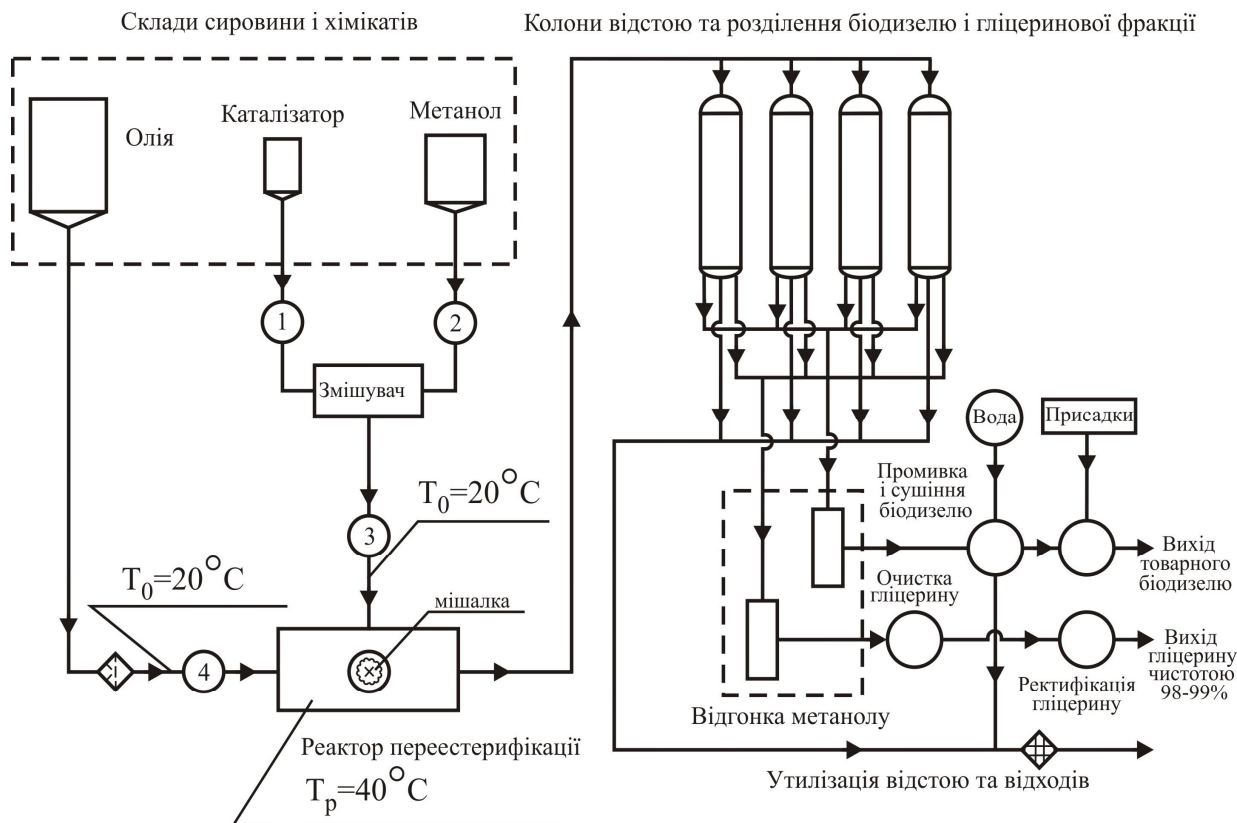 Склади сировини і хімікатів
Колони відстою та розділення біодизелю і гліцеринової фракції
Олія
Каталізатор
Метанол
1
2
Змішувач
3
T₀=20°C
T₀=20°C
4
мішалка
Реактор переестерифікації
Tр=40°C
Вода
Присадки
Промивка
і сушіння
біодизелю
Вихід
товарного
біодизелю
Очистка
гліцерину
Вихід
гліцерину
чистотою
98-99%
Ректифікація
гліцерину
Відгонка метанолу
Утилізація відстою та відходів